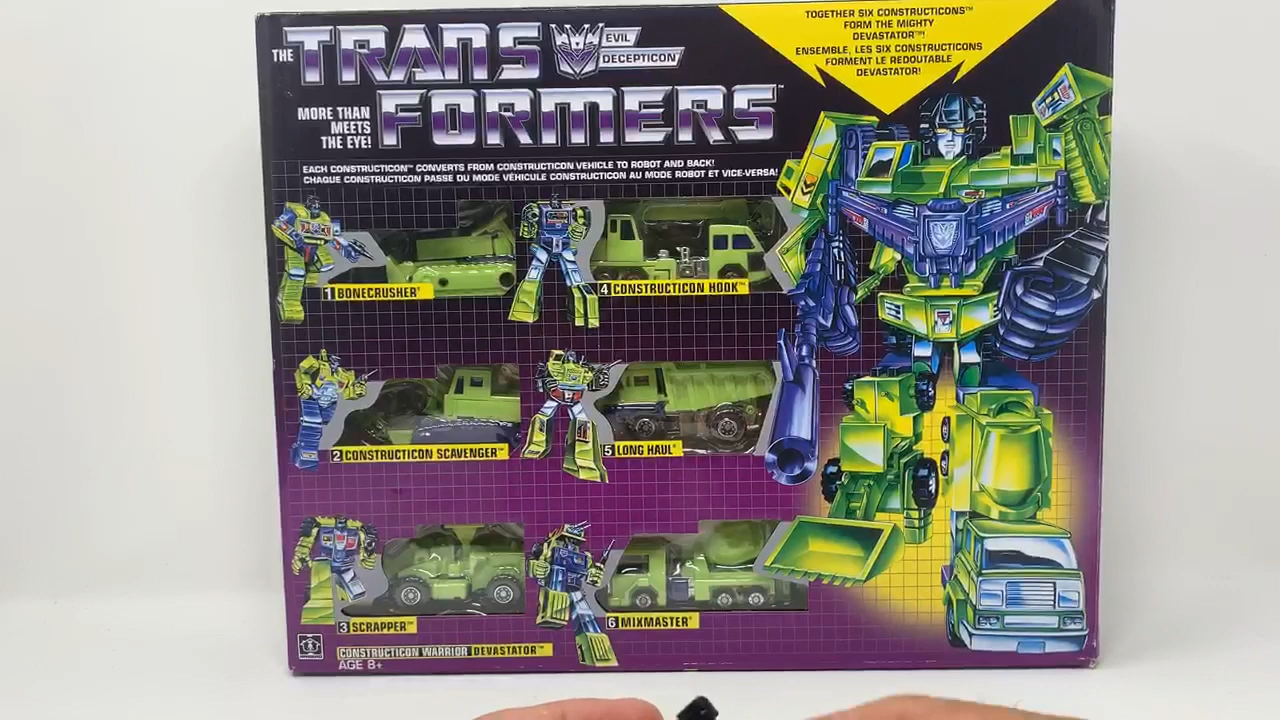 THE TRANS
FORMERS™
EVIL
DECEPTICON
MORE THAN
MEETS
THE EYE!
TOGETHER SIX CONSTRUCTICONS™
FORM THE MIGHTY
DEVASTATOR™!
ENSEMBLE, LES SIX CONSTRUCTICONS
FORMENT LE REDOUTABLE
DEVASTATOR!
EACH CONSTRUCTICON™ CONVERTS FROM CONSTRUCTICON VEHICLE TO ROBOT AND BACK!
CHAQUE CONSTRUCTICON PASSE DU MODE VÉHICULE CONSTRUCTICON AU MODE ROBOT ET VICE-VERSA!
1 BONECRUSHER®
4 CONSTRUCTICON HOOK™
2 CONSTRUCTICON SCAVENGER™
5 LONG HAUL®
3 SCRAPPER®
6 MIXMASTER®
CONSTRUCTICON WARRIOR DEVASTATOR™
AGE 8+